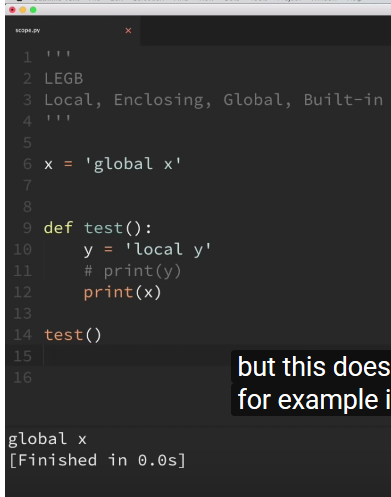 scope.py ×
1 '''
2 LEGB
3 Local, Enclosing, Global, Built-in
4 '''
5
6 x = 'global x'
7
8
9 def test():
10     y = 'local y'
11     # print(y)
12     print(x)
13
14 test()
15
16
but this does
for example i
global x
[Finished in 0.0s]